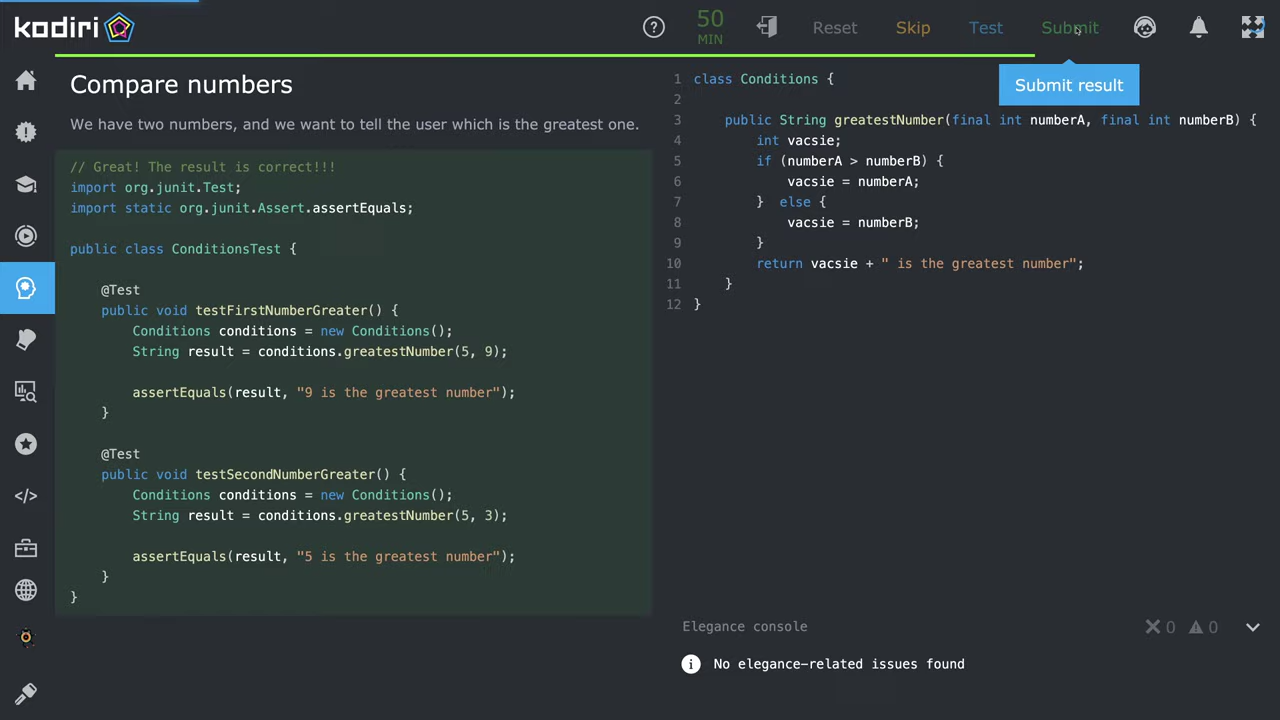 kodiri
50
MIN
Reset
Skip
Test
Submit
Submit result
Compare numbers
We have two numbers, and we want to tell the user which is the greatest one.
// Great! The result is correct!!!
import org.junit.Test;
import static org.junit.Assert.assertEquals;
public class ConditionsTest {
@Test
public void testFirstNumberGreater() {
Conditions conditions = new Conditions();
String result = conditions.greatestNumber(5, 9);
assertEquals(result, "9 is the greatest number");
}
@Test
public void testSecondNumberGreater() {
Conditions conditions = new Conditions();
String result = conditions.greatestNumber(5, 3);
assertEquals(result, "5 is the greatest number");
}
}
1 class Conditions {
2
3 public String greatestNumber(final int numberA, final int numberB) {
4 int vacsie;
5 if (numberA > numberB) {
6 vacsie = numberA;
7 } else {
8 vacsie = numberB;
9 }
10 return vacsie + " is the greatest number";
11 }
12 }
Elegance console
0 0
No elegance-related issues found